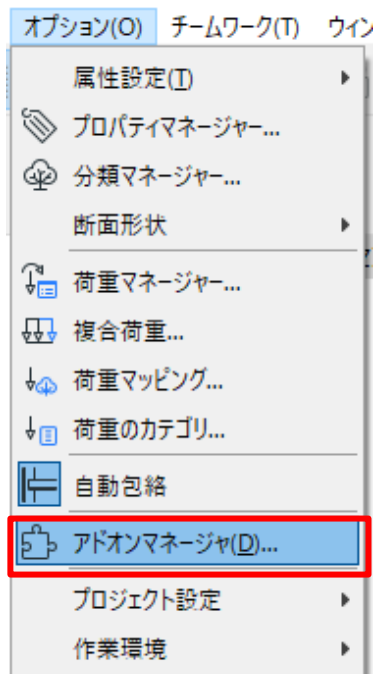 オプション(O) チームワーク(T) ウィン
属性設定(T)
プロパティマネージャー...
分類マネージャー...
断面形状
荷重マネージャー...
複合荷重...
荷重マッピング...
荷重のカテゴリ...
自動包絡
アドオンマネージャ(D)...
プロジェクト設定
作業環境